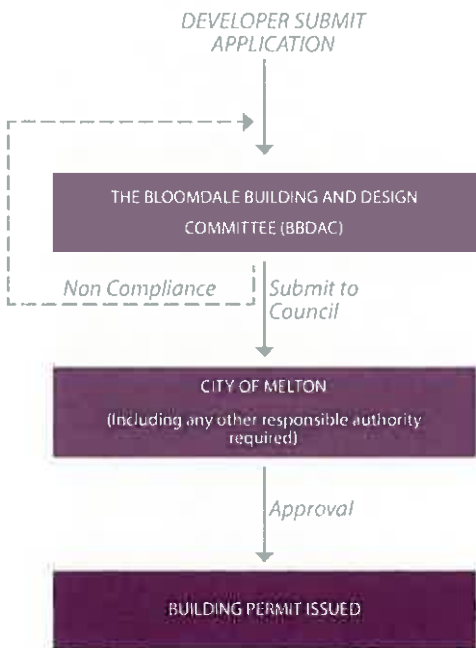 DEVELOPER SUBMIT
APPLICATION
THE BLOOMDALE BUILDING AND DESIGN
COMMITTEE (BBDAC)
Non Compliance
Submit to
Council
CITY OF MELTON
(Including any other responsible authority
required)
Approval
BUILDING PERMIT ISSUED